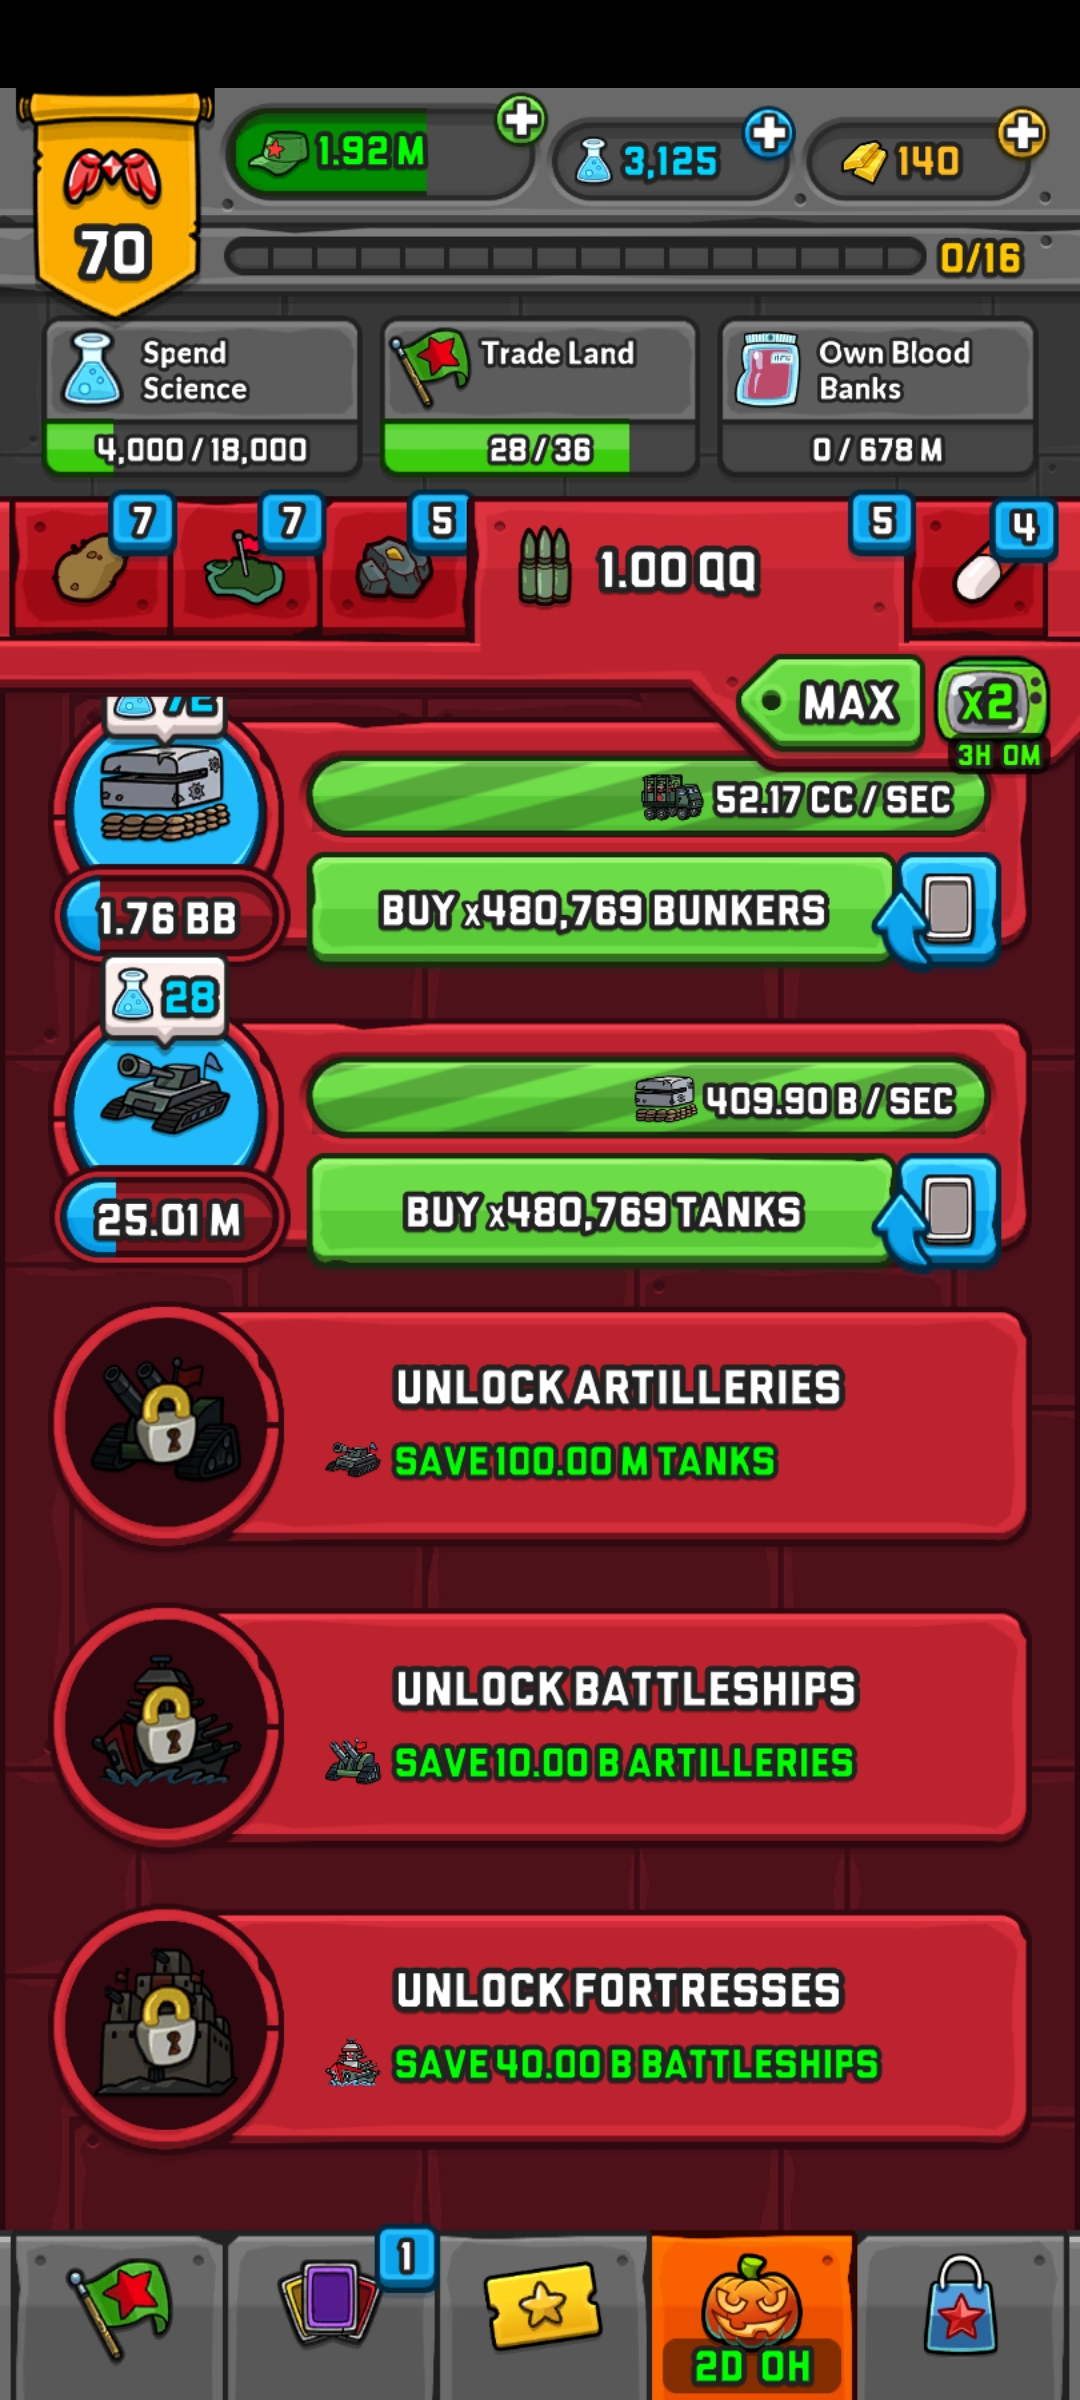 1.92 M
3,125
140
70
0/16
Spend
Science
4,000 / 18,000
Trade Land
28 / 36
Own Blood
Banks
0 / 678 M
7
7
5
1.00 QQ
5
4
MAX
x2
3H 0M
72
52.17 CC / SEC
1.76 BB
BUY x480,769 BUNKERS
28
409.90 B / SEC
25.01 M
BUY x480,769 TANKS
UNLOCK ARTILLERIES
SAVE 100.00 M TANKS
UNLOCK BATTLESHIPS
SAVE 10.00 B ARTILLERIES
UNLOCK FORTRESSES
SAVE 40.00 B BATTLESHIPS
1
2D 0H